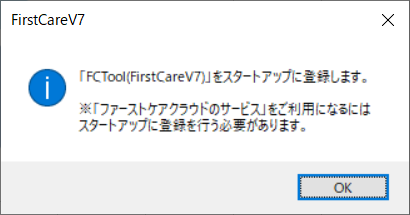 FirstCareV7
「FCTool(FirstCareV7)」をスタートアップに登録します。
※「ファーストケアクラウドのサービス」をご利用になるには
スタートアップに登録を行う必要があります。
OK